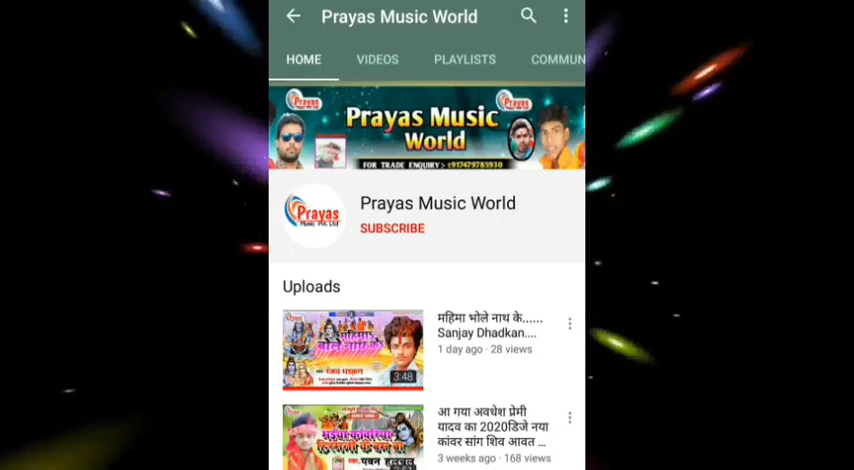 Prayas Music World
HOME VIDEOS PLAYLISTS COMMUN
Prayas
Prayas
Prayas Music
World
FOR TRADE ENQUIRY:- +917479785930
Prayas Music World
Prayas
Music Pvt. Ltd
SUBSCRIBE
Uploads
महिमा भोले नाथ के......
Sanjay Dhadkan....
1 day ago · 28 views
महिमा
3:48
आ गया अवधेश प्रेमी
यादव का 2020डिजे नया
कांवर सांग शिव आवत ...
3 weeks ago · 168 views